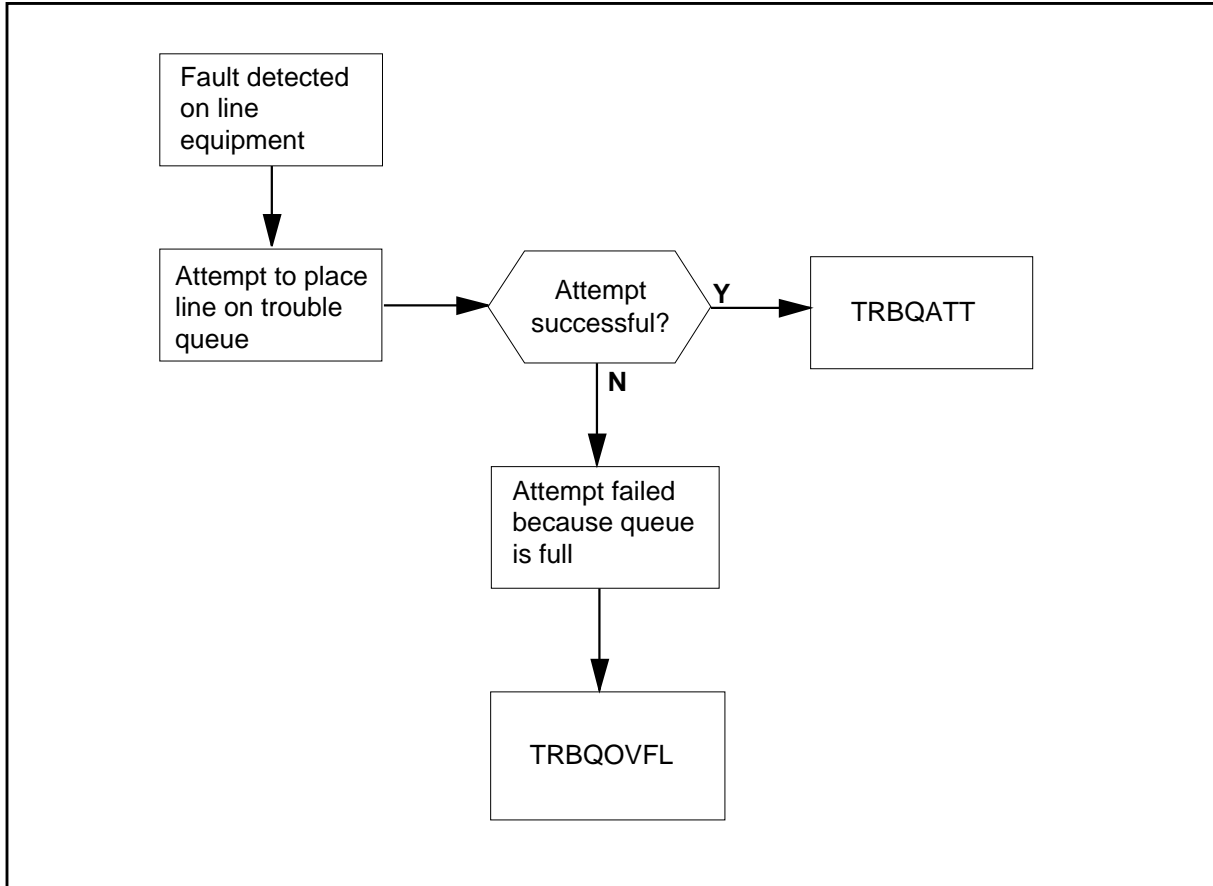 Fault detected
on line
equipment
Attempt to place
line on trouble
queue
Attempt
successful?
Y
TRBQATT
N
Attempt failed
because queue
is full
TRBQOVFL